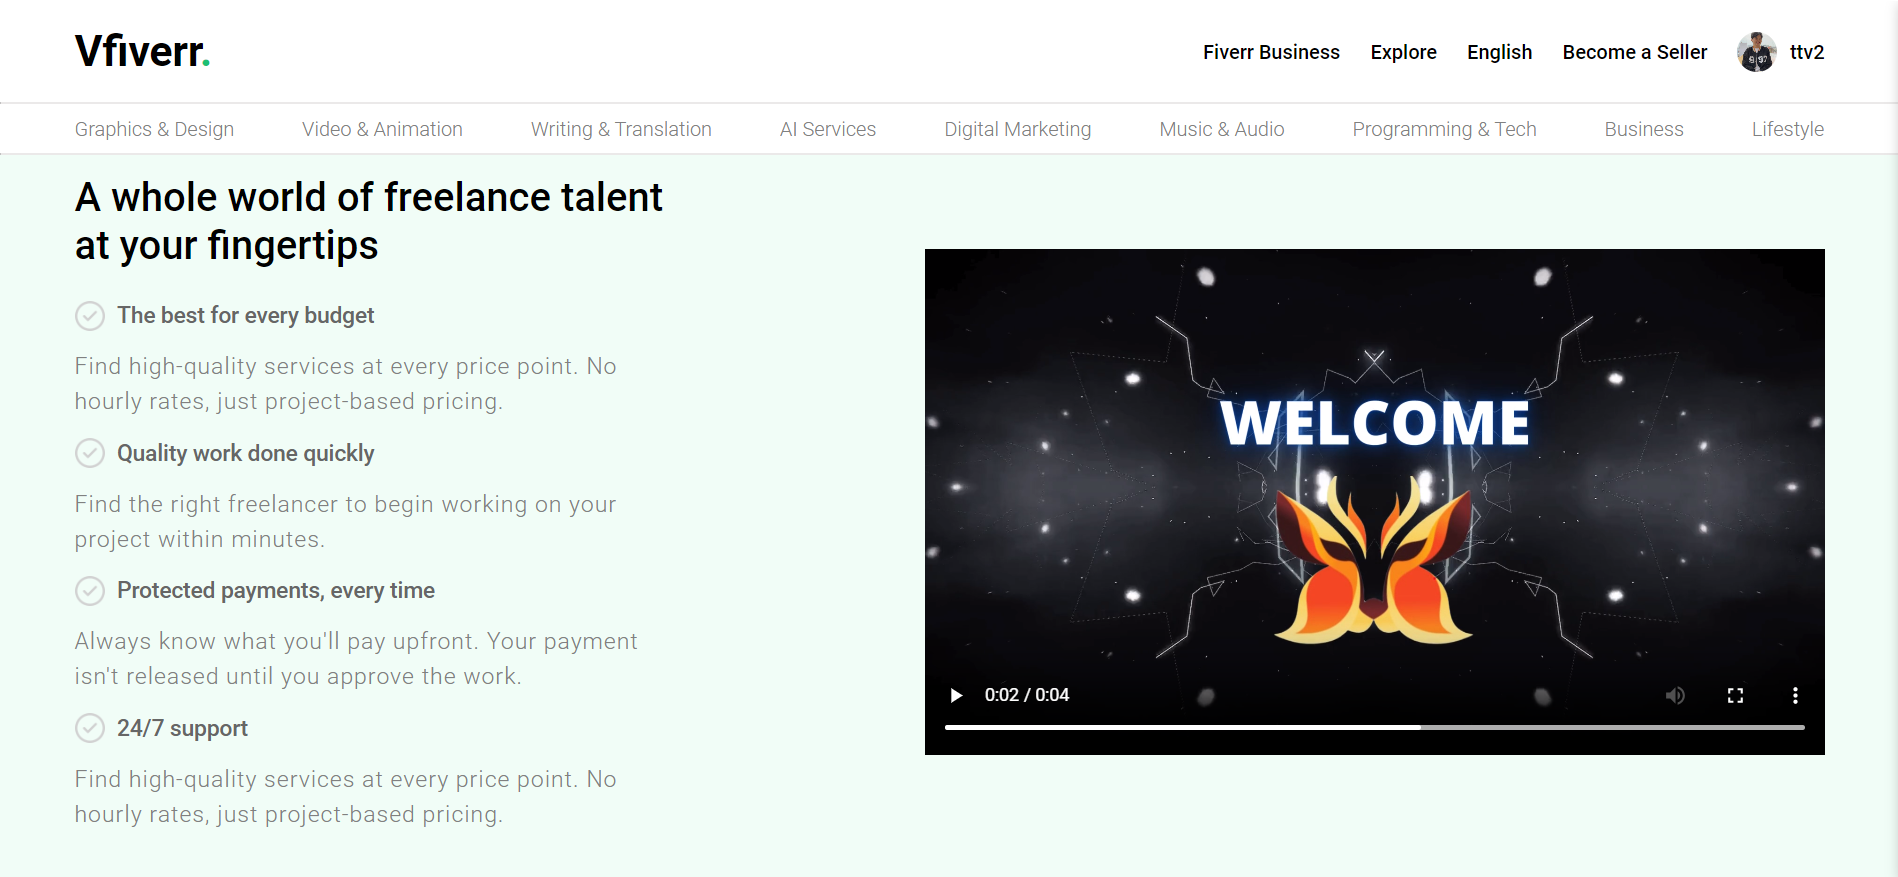 Vfiverr.
Fiverr Business Explore English Become a Seller ttv2
Graphics & Design Video & Animation Writing & Translation AI Services Digital Marketing Music & Audio Programming & Tech Business Lifestyle
A whole world of freelance talent
at your fingertips
The best for every budget
Find high-quality services at every price point. No
hourly rates, just project-based pricing.
Quality work done quickly
Find the right freelancer to begin working on your
project within minutes.
Protected payments, every time
Always know what you'll pay upfront. Your payment
isn't released until you approve the work.
24/7 support
Find high-quality services at every price point. No
hourly rates, just project-based pricing.
WELCOME
0:02 / 0:04